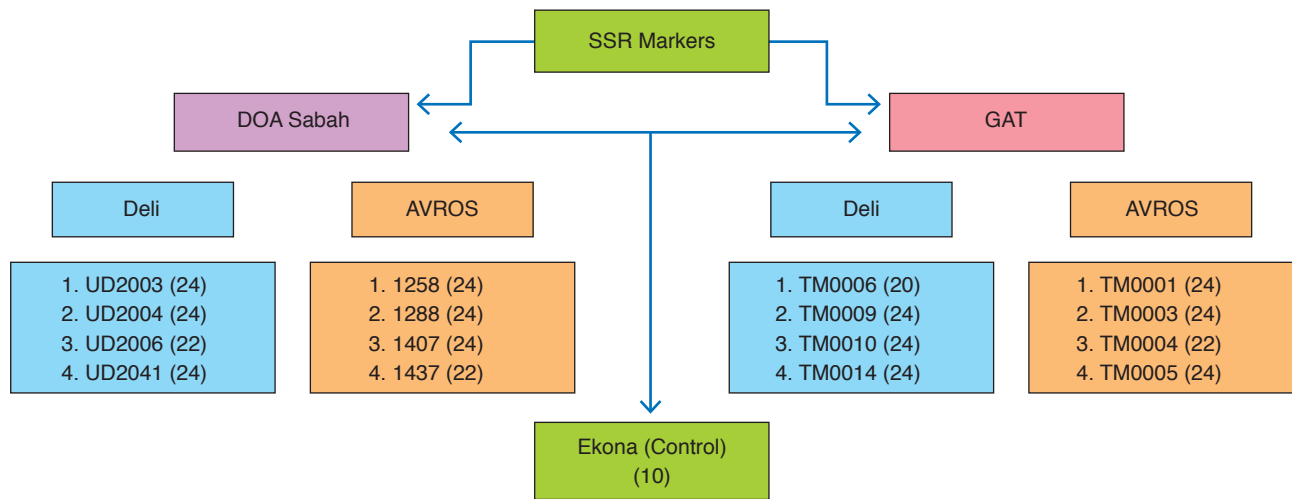 SSR Markers
DOA Sabah
GAT
Deli
AVROS
Deli
AVROS
1. UD2003 (24)
2. UD2004 (24)
3. UD2006 (22)
4. UD2041 (24)
1. 1258 (24)
2. 1288 (24)
3. 1407 (24)
4. 1437 (22)
1. TM0006 (20)
2. TM0009 (24)
3. TM0010 (24)
4. TM0014 (24)
1. TM0001 (24)
2. TM0003 (24)
3. TM0004 (22)
4. TM0005 (24)
Ekona (Control)
(10)